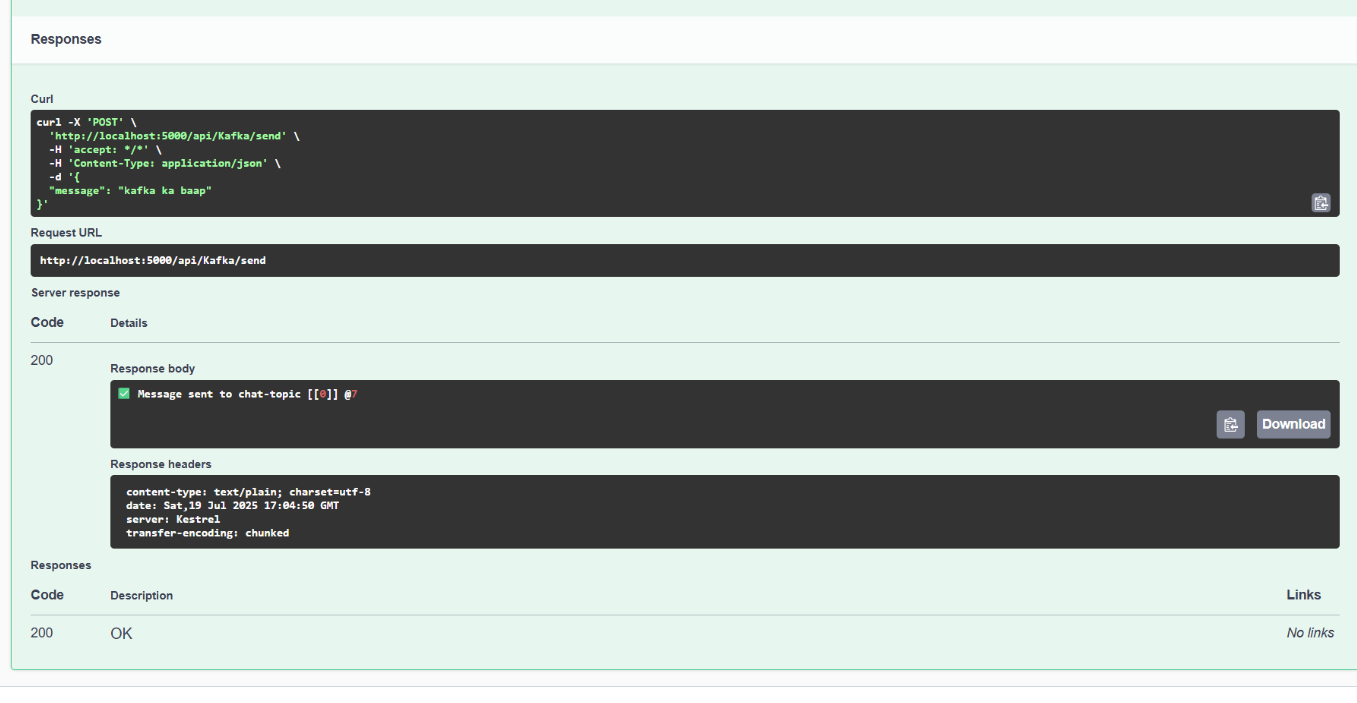 Responses
Curl
curl -X 'POST' \
  'http://localhost:5000/api/Kafka/send' \
  -H 'accept: */*' \
  -H 'Content-Type: application/json' \
  -d '{
  "message": "kafka ka baap"
}'
Request URL
http://localhost:5000/api/Kafka/send
Server response
Code Details
200
Response body
✅ Message sent to chat-topic [[0]] @7
Download
Response headers
content-type: text/plain; charset=utf-8
date: Sat,19 Jul 2025 17:04:50 GMT
server: Kestrel
transfer-encoding: chunked
Responses
Code Description Links
200 OK No links